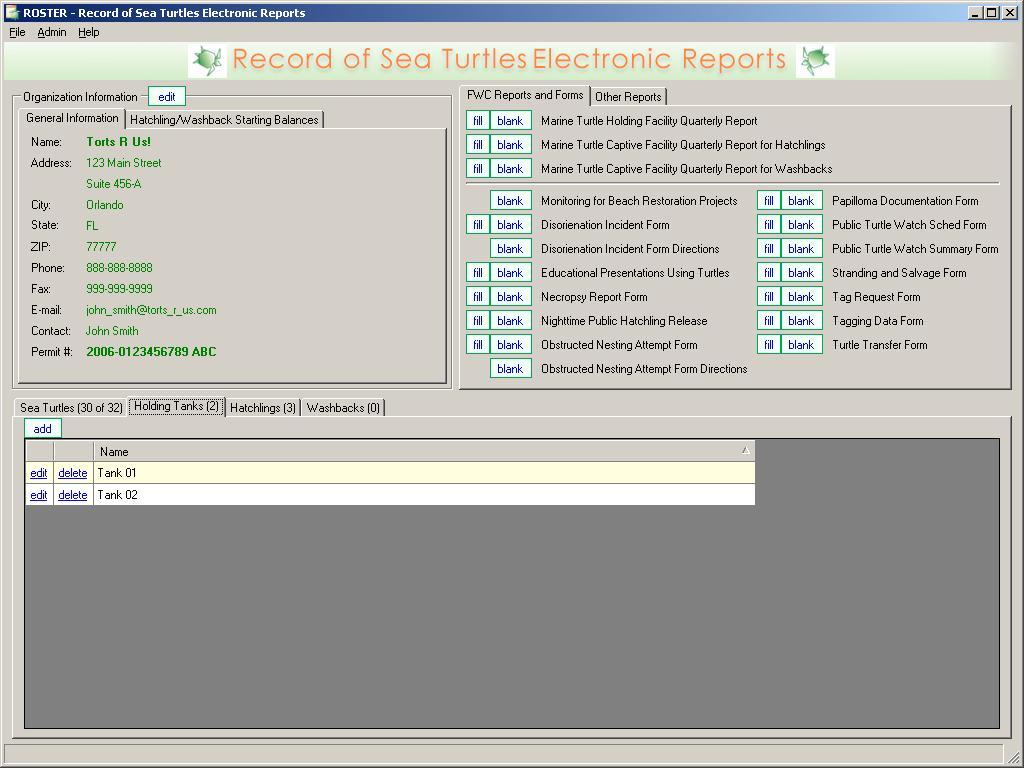 ROSTER - Record of Sea Turtles Electronic Reports
File Admin Help
Record of Sea Turtles Electronic Reports
Organization Information edit
General Information Hatchling/Washback Starting Balances
Name: Torts R Us!
Address: 123 Main Street
Suite 456-A
City: Orlando
State: FL
ZIP: 77777
Phone: 888-888-8888
Fax: 999-999-9999
E-mail: john_smith@torts_r_us.com
Contact: John Smith
Permit #: 2006-0123456789 ABC
FWC Reports and Forms Other Reports
fill blank Marine Turtle Holding Facility Quarterly Report
fill blank Marine Turtle Captive Facility Quarterly Report for Hatchlings
fill blank Marine Turtle Captive Facility Quarterly Report for Washbacks
blank Monitoring for Beach Restoration Projects
fill blank Disorienation Incident Form
blank Disorienation Incident Form Directions
fill blank Educational Presentations Using Turtles
fill blank Necropsy Report Form
fill blank Nighttime Public Hatchling Release
fill blank Obstructed Nesting Attempt Form
blank Obstructed Nesting Attempt Form Directions
fill blank Papilloma Documentation Form
fill blank Public Turtle Watch Sched Form
fill blank Public Turtle Watch Summary Form
fill blank Stranding and Salvage Form
fill blank Tag Request Form
fill blank Tagging Data Form
fill blank Turtle Transfer Form
Sea Turtles (30 of 32) Holding Tanks (2) Hatchlings (3) Washbacks (0)
add
Name
edit delete Tank 01
edit delete Tank 02